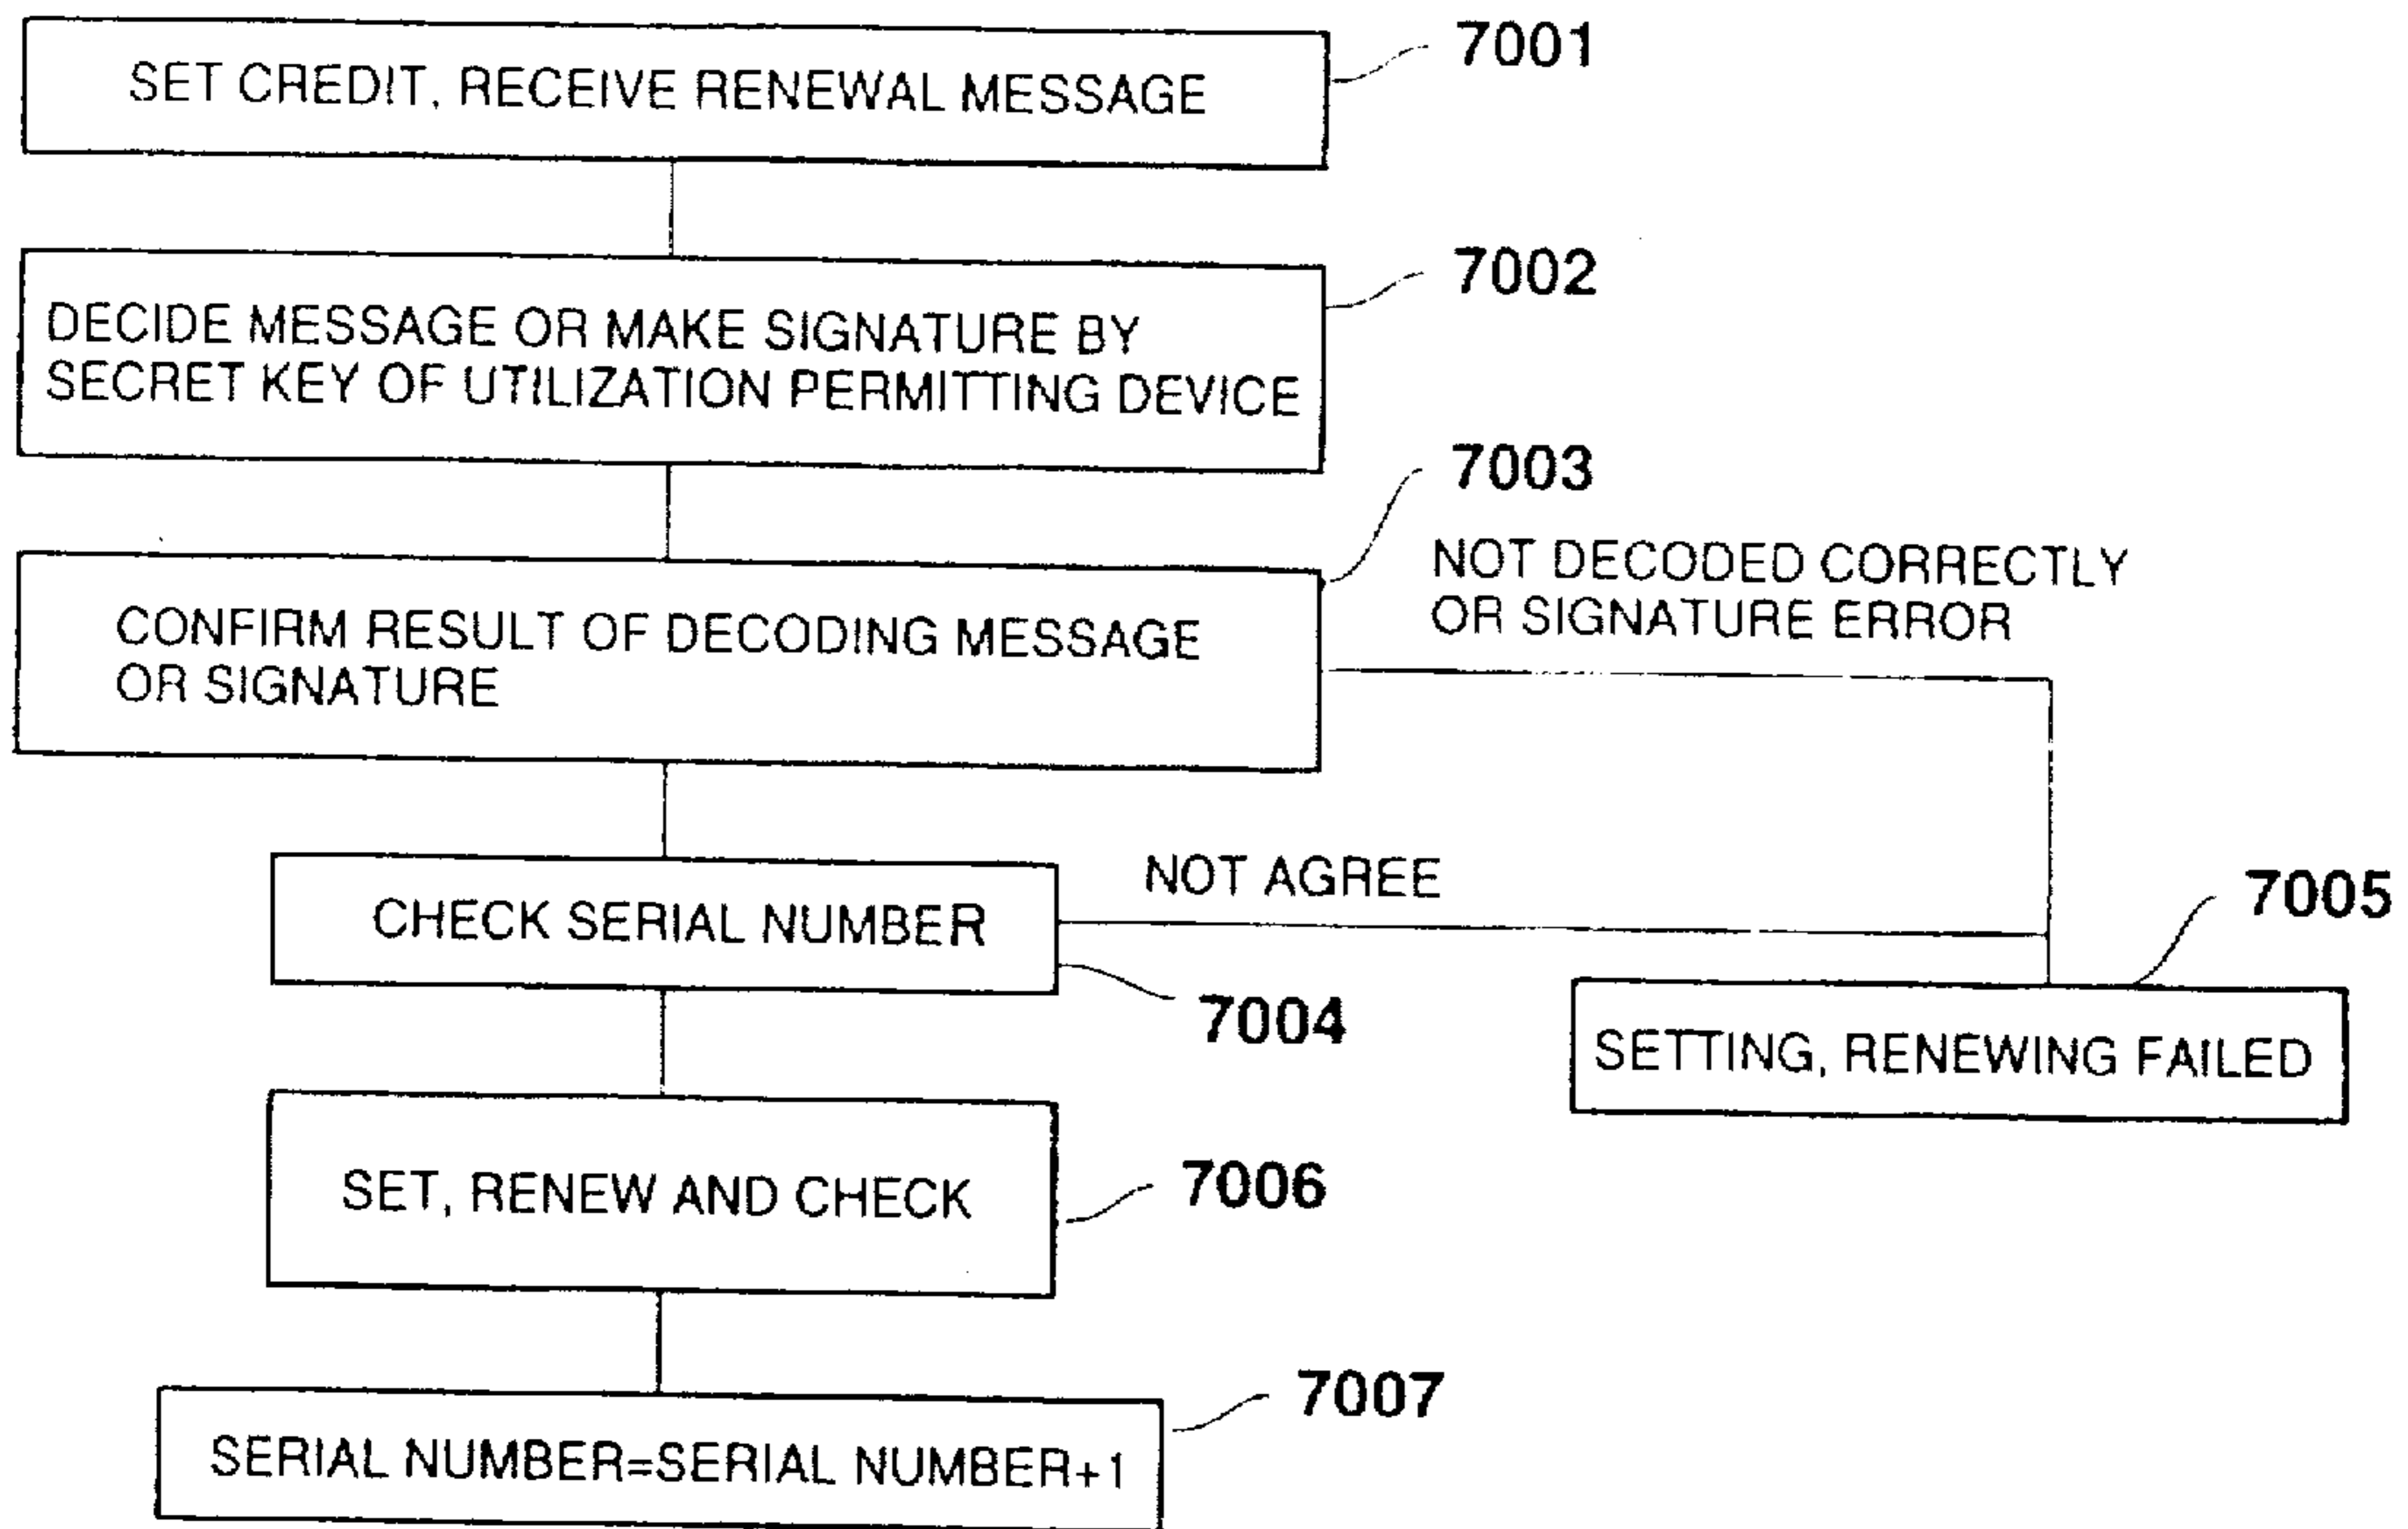 SET CREDIT, RECEIVE RENEWAL MESSAGE
7001
DECIDE MESSAGE OR MAKE SIGNATURE BY
SECRET KEY OF UTILIZATION PERMITTING DEVICE
7002
CONFIRM RESULT OF DECODING MESSAGE
OR SIGNATURE
7003
NOT DECODED CORRECTLY
OR SIGNATURE ERROR
CHECK SERIAL NUMBER
NOT AGREE
7004
7005
SETTING, RENEWING FAILED
SET, RENEW AND CHECK
7006
SERIAL NUMBER=SERIAL NUMBER+1
7007